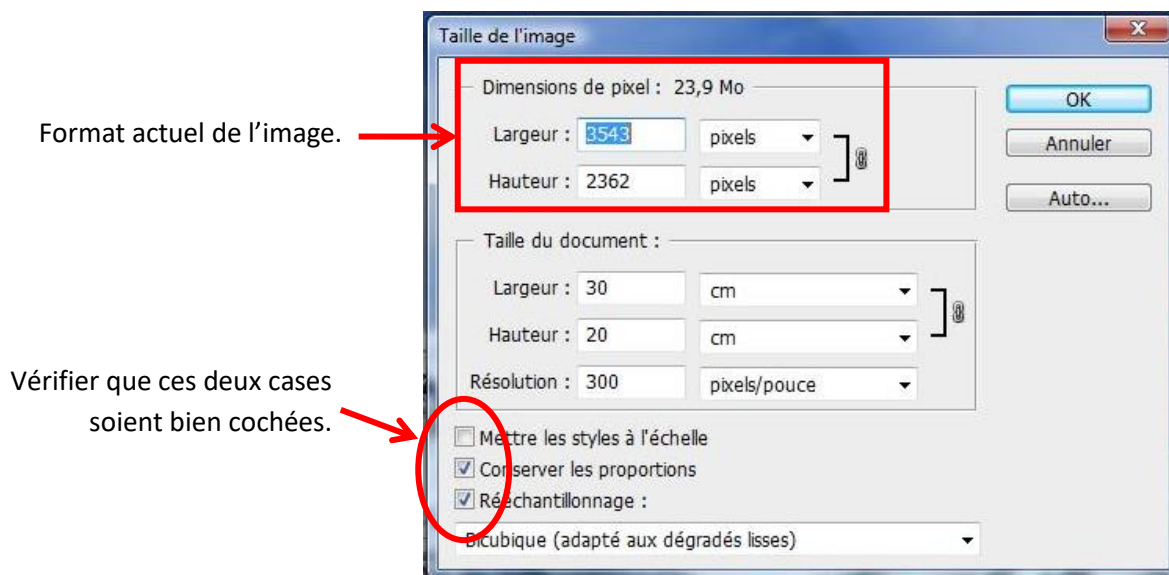 Taille de l'image
Dimensions de pixel : 23,9 Mo
OK
Format actuel de l’image.
Largeur : 3543 pixels
Annuler
Hauteur : 2362 pixels
Auto...
Taille du document :
Largeur : 30 cm
Hauteur : 20 cm
Vérifier que ces deux cases
soient bien cochées.
Résolution : 300 pixels/pouce
Mettre les styles à l'échelle
Conserver les proportions
Rééchantillonnage :
Bicubique (adapté aux dégradés lisses)